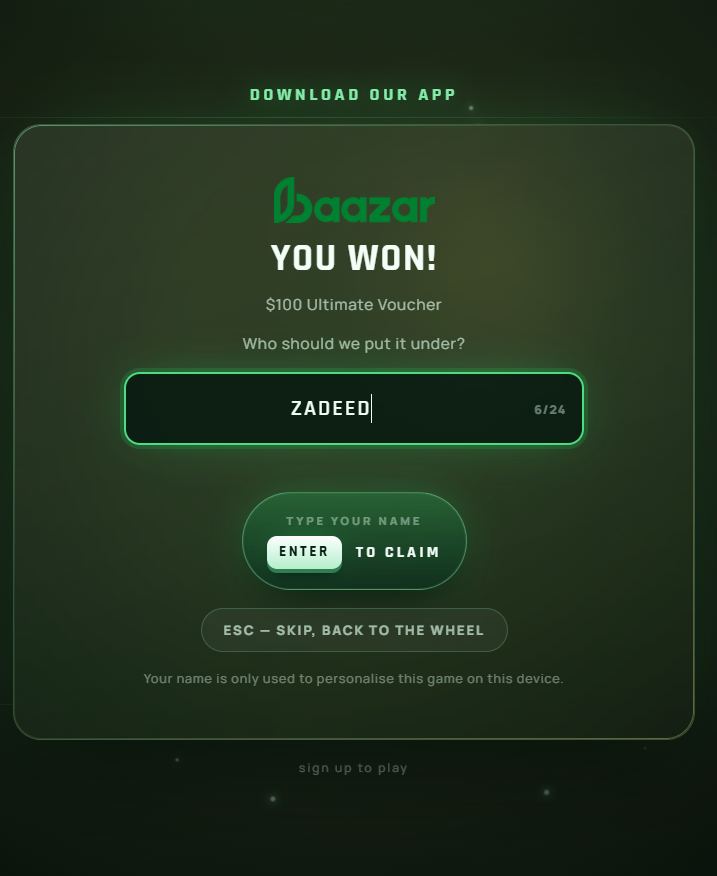 DOWNLOAD OUR APP
baazar
YOU WON!
$100 Ultimate Voucher
Who should we put it under?
ZADEED
6/24
TYPE YOUR NAME
ENTER TO CLAIM
ESC — SKIP, BACK TO THE WHEEL
Your name is only used to personalise this game on this device.
sign up to play